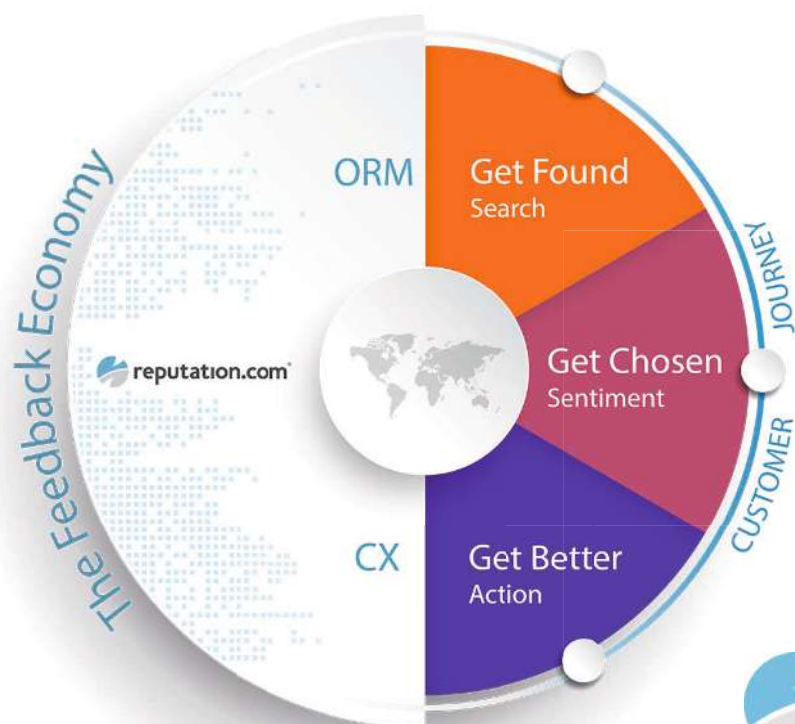 The Feedback Economy
reputation.com
ORM
CX
Get Found
Search
Get Chosen
Sentiment
Get Better
Action
CUSTOMER JOURNEY